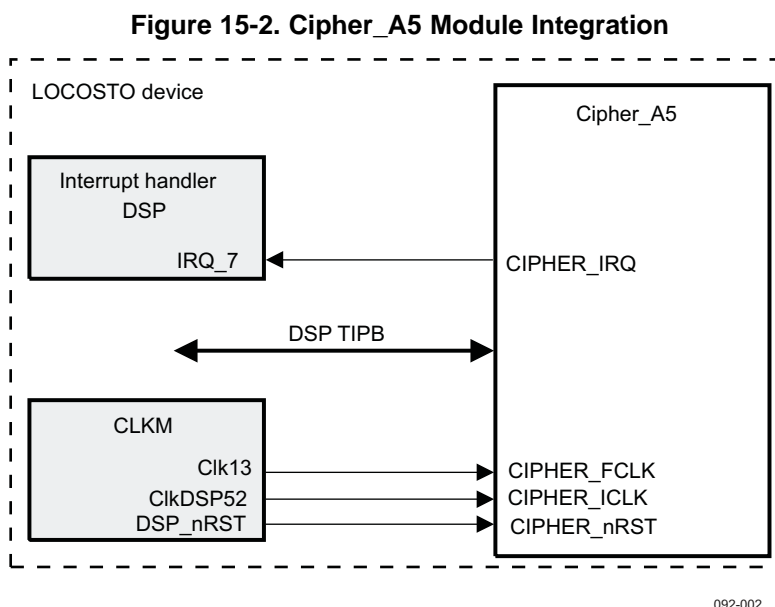 Figure 15-2. Cipher_A5 Module Integration
LOCOSTO device
Cipher_A5
Interrupt handler
DSP
IRQ_7
CIPHER_IRQ
DSP TIPB
CLKM
Clk13
CIPHER_FCLK
ClkDSP52
CIPHER_ICLK
DSP_nRST
CIPHER_nRST
092-002